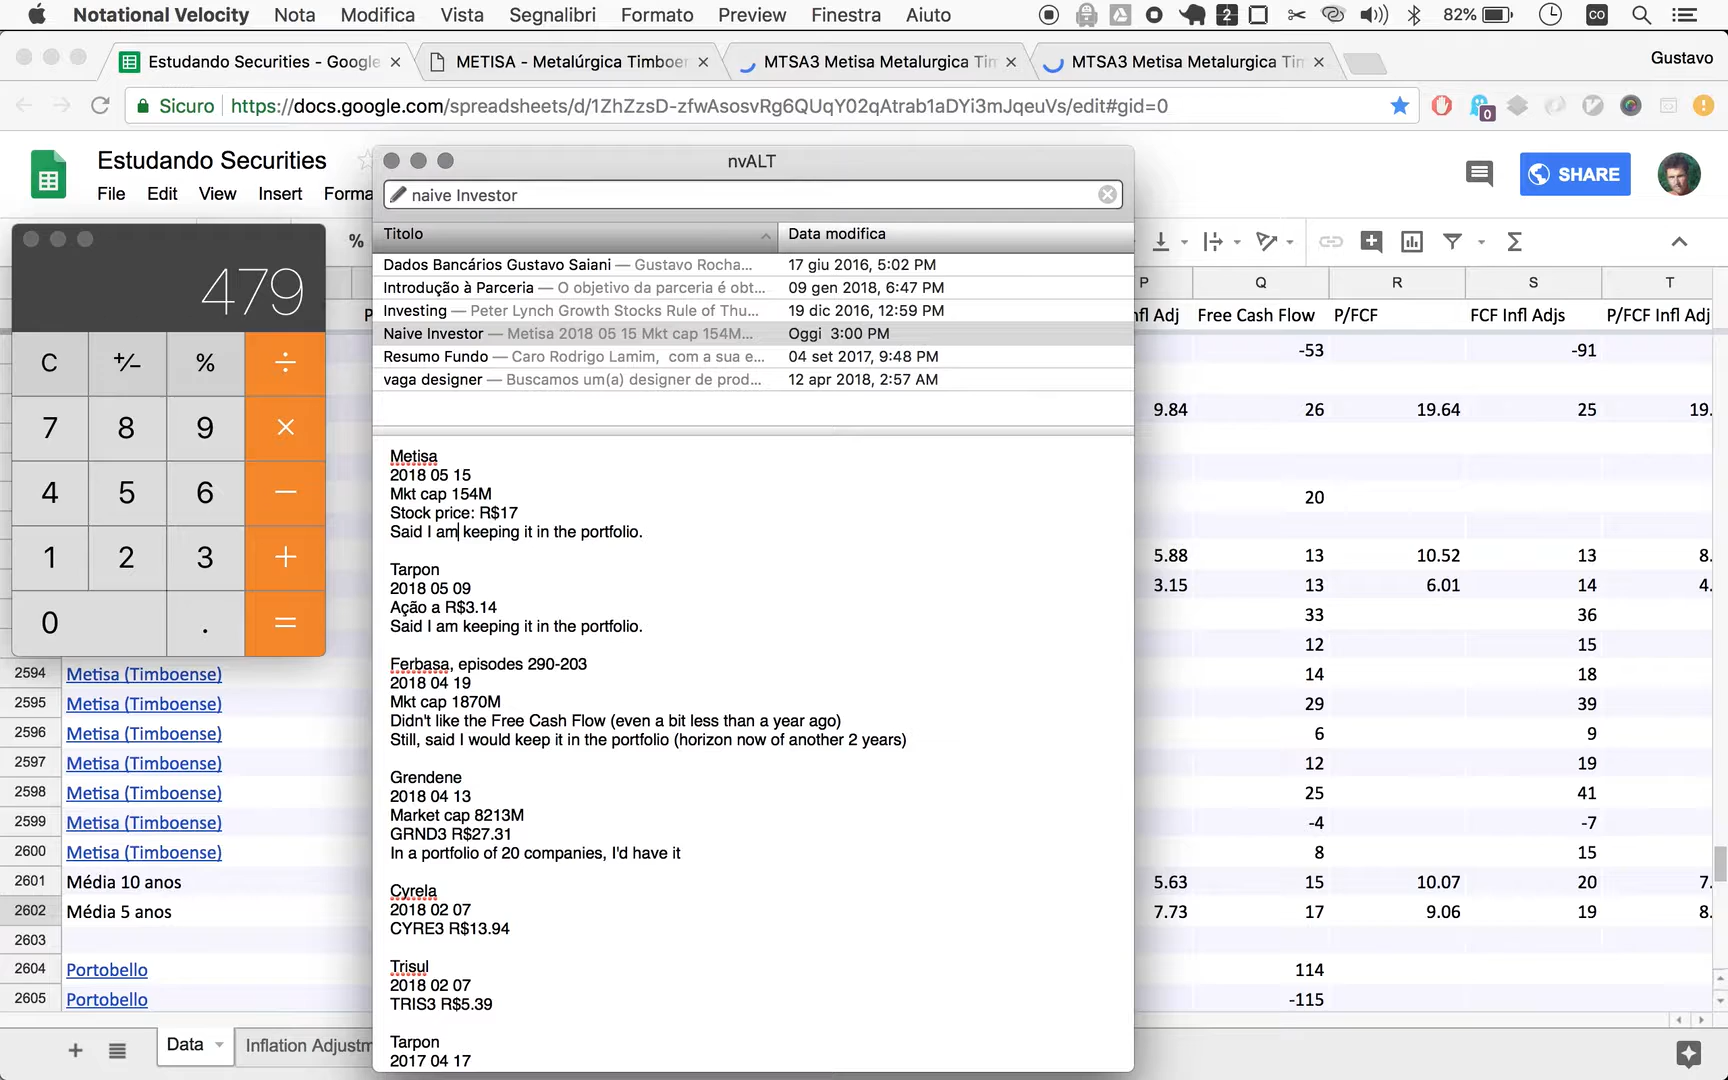 Notational Velocity Nota Modifica Vista Segnalibri Formato Preview Finestra Aiuto 2 82% CO
Estudando Securities - Google METISA - Metalúrgica Timboer MTSA3 Metisa Metalurgica Tim MTSA3 Metisa Metalurgica Tim Gustavo
Sicuro https://docs.google.com/spreadsheets/d/1ZhZzsD-zfwAsosvRg6QUqY02qAtrab1aDYi3mJqeuVs/edit#gid=0 0
Estudando Securities
File Edit View Insert Forma
SHARE
nvALT
naive Investor
Titolo Data modifica
Dados Bancários Gustavo Saiani — Gustavo Rocha... 17 giu 2016, 5:02 PM
Introdução à Parceria — O objetivo da parceria é obt... 09 gen 2018, 6:47 PM
Investing — Peter Lynch Growth Stocks Rule of Thu... 19 dic 2016, 12:59 PM
Naive Investor — Metisa 2018 05 15 Mkt cap 154M... Oggi 3:00 PM
Resumo Fundo — Caro Rodrigo Lamim, com a sua e... 04 set 2017, 9:48 PM
vaga designer — Buscamos um(a) designer de prod... 12 apr 2018, 2:57 AM
Metisa
2018 05 15
Mkt cap 154M
Stock price: R$17
Said I am keeping it in the portfolio.
Tarpon
2018 05 09
Ação a R$3.14
Said I am keeping it in the portfolio.
Ferbasa, episodes 290-203
2018 04 19
Mkt cap 1870M
Didn't like the Free Cash Flow (even a bit less than a year ago)
Still, said I would keep it in the portfolio (horizon now of another 2 years)
Grendene
2018 04 13
Market cap 8213M
GRND3 R$27.31
In a portfolio of 20 companies, I'd have it
Cyrela
2018 02 07
CYRE3 R$13.94
Trisul
2018 02 07
TRIS3 R$5.39
Tarpon
2017 04 17
479
C +⁄− % ÷
7 8 9 ×
4 5 6 −
1 2 3 +
0 . =
%
P Q R S T
P nfl Adj Free Cash Flow P/FCF FCF Infl Adjs P/FCF Infl Adj
-53 -91
9.84 26 19.64 25 19.
20
5.88 13 10.52 13 8.
3.15 13 6.01 14 4.
33 36
12 15
2594 Metisa (Timboense) 14 18
2595 Metisa (Timboense) 29 39
2596 Metisa (Timboense) 6 9
2597 Metisa (Timboense) 12 19
2598 Metisa (Timboense) 25 41
2599 Metisa (Timboense) -4 -7
2600 Metisa (Timboense) 8 15
2601 Média 10 anos 5.63 15 10.07 20 7.
2602 Média 5 anos 7.73 17 9.06 19 8.
2603
2604 Portobello 114
2605 Portobello -115
Data Inflation Adjustm